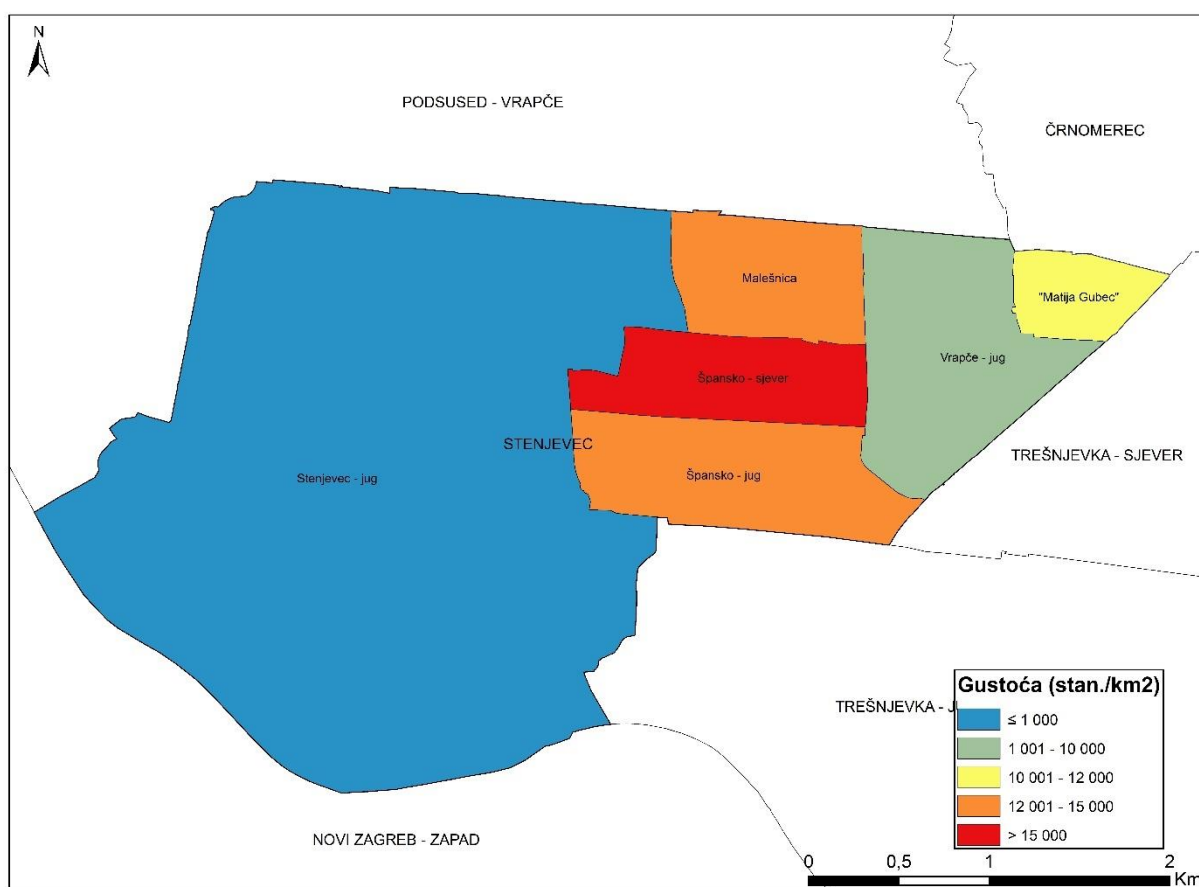 N
PODSUSED - VRAPČE
ČRNOMEREC
Malešnica
"Matija Gubec"
Vrapče - jug
Špansko - sjever
STENJEVEC
TREŠNJEVKA - SJEVER
Stenjevec - jug
Špansko - jug
Gustoća (stan./km2)
TREŠNJEVKA - J
≤ 1 000
1 001 - 10 000
10 001 - 12 000
12 001 - 15 000
> 15 000
NOVI ZAGREB - ZAPAD
0 0,5 1 2
Km